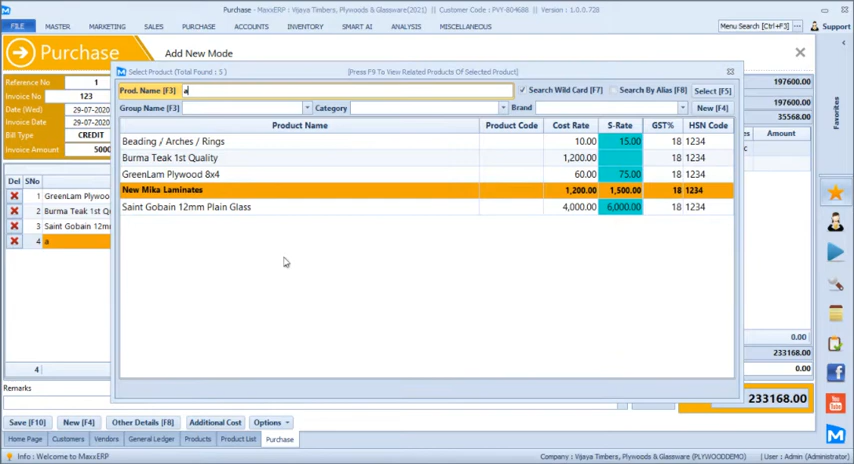 Purchase - MaxxERP : Vijaya Timbers, Plywoods & Glassware(2021) || Customer Code : PVY-804688 || Version : 1.0.0.728
FILE MASTER MARKETING SALES PURCHASE ACCOUNTS INVENTORY SMART AI ANALYSIS MISCELLANEOUS Menu Search [Ctrl+F3] Support
Purchase Add New Mode
Select Product (Total Found : 5 ) [Press F9 To View Related Products Of Selected Product]
Reference No 1 Prod. Name [F3] a Search Wild Card [F7] Search By Alias [F8] Select [F5] 197600.00
Invoice No 123 197600.00
Date (Wed) 29-07-2020 Group Name [F3] Category Brand New [F4]
Invoice Date 29-07-2020 35568.00
Bill Type CREDIT Product Name Product Code Cost Rate S-Rate GST% HSN Code Amount
Invoice Amount 5000 Beading / Arches / Rings 10.00 15.00 18 1234
Burma Teak 1st Quality 1,200.00 18 1234
GreenLam Plywood 8x4 60.00 75.00 18 1234
Del SNo
New Mika Laminates 1,200.00 1,500.00 18 1234
1 GreenLam Plywoo
Saint Gobain 12mm Plain Glass 4,000.00 6,000.00 18 1234
2 Burma Teak 1st Qu
3 Saint Gobain 12mm
4 a
Favorites
0.00
233168.00
4 0.00
Remarks 233168.00
Save [F10] New [F4] Other Details [F8] Additional Cost Options
Home Page Customers Vendors General Ledger Products Product List Purchase
Info : Welcome to MaxxERP Company : Vijaya Timbers, Plywoods & Glassware (PLYWOODDEMO) User : Admin (Administrator)